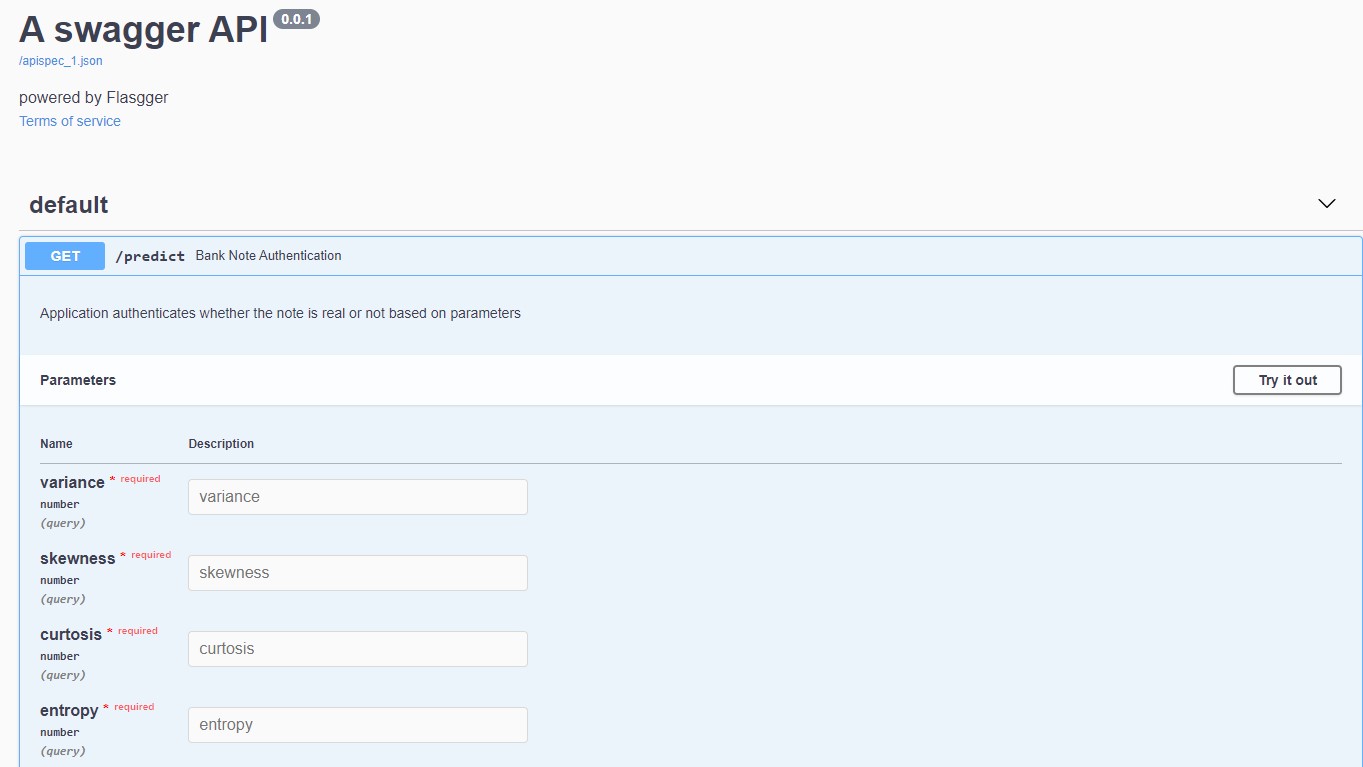 A swagger API 0.0.1
/apispec_1.json
powered by Flasgger
Terms of service
default
GET /predict Bank Note Authentication
Application authenticates whether the note is real or not based on parameters
Parameters Try it out
Name Description
variance * required
number
(query)
variance
skewness * required
number
(query)
skewness
curtosis * required
number
(query)
curtosis
entropy * required
number
(query)
entropy